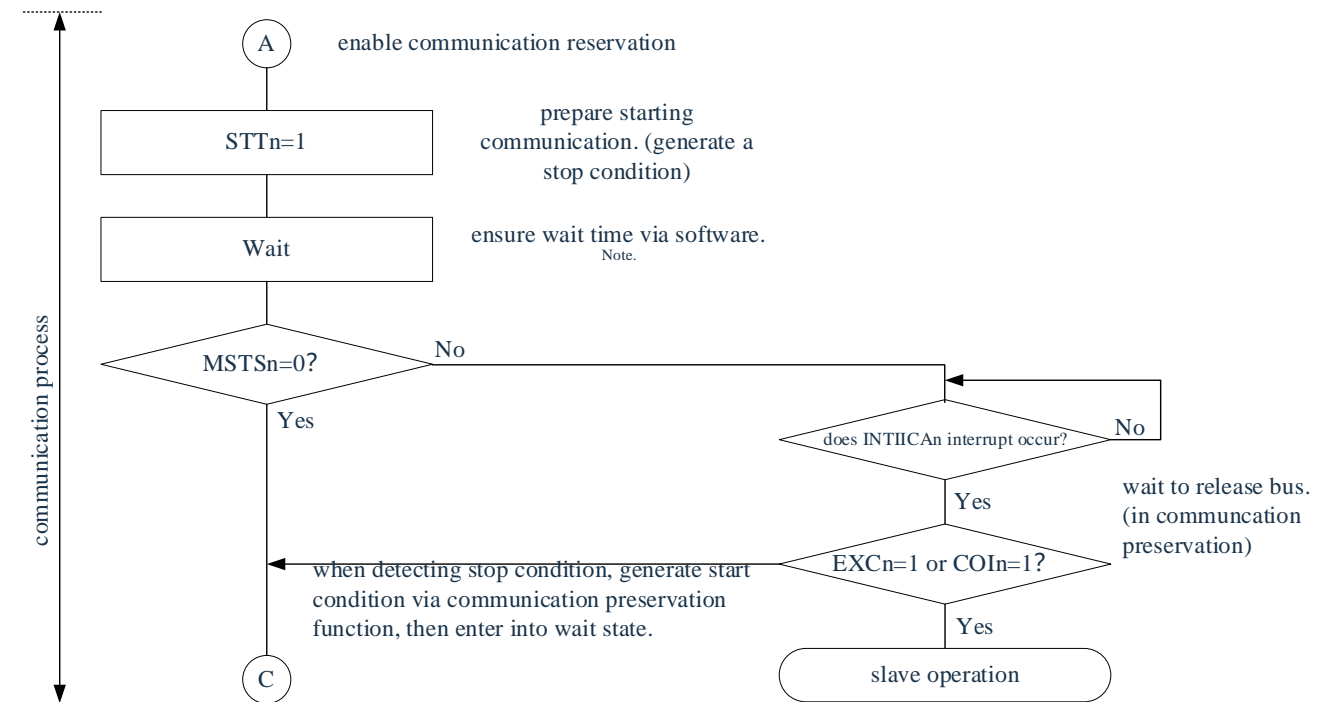 A
enable communication reservation
STTn=1
prepare starting
communication. (generate a
stop condition)
Wait
ensure wait time via software.
Note.
communication process
MSTSn=0?
No
Yes
does INTIICAn interrupt occur?
No
Yes
wait to release bus.
(in communcation
preservation)
EXCn=1 or COIn=1?
when detecting stop condition, generate start
condition via communication preservation
function, then enter into wait state.
Yes
C
slave operation